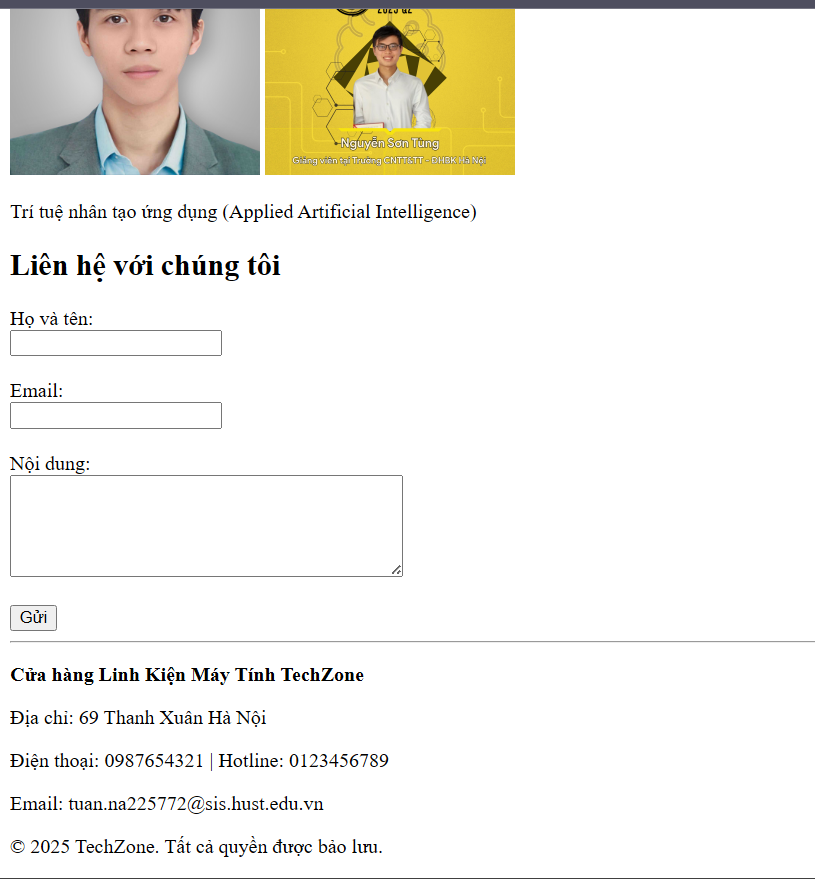 2025 Q2
Nguyễn Sơn Tùng
Giảng viên tại Trường CNTT&TT - ĐHBK Hà Nội
Trí tuệ nhân tạo ứng dụng (Applied Artificial Intelligence)
Liên hệ với chúng tôi
Họ và tên:
Email:
Nội dung:
Gửi
Cửa hàng Linh Kiện Máy Tính TechZone
Địa chỉ: 69 Thanh Xuân Hà Nội
Điện thoại: 0987654321 | Hotline: 0123456789
Email: tuan.na225772@sis.hust.edu.vn
© 2025 TechZone. Tất cả quyền được bảo lưu.